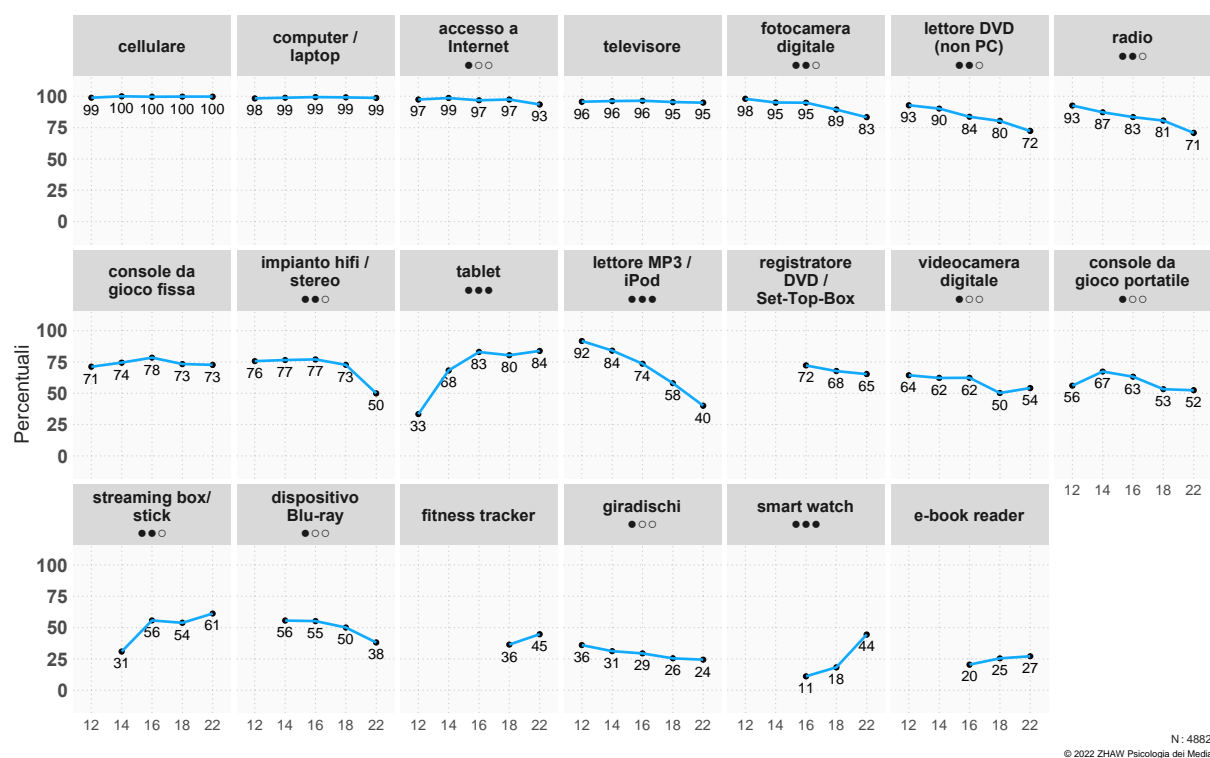 cellulare
computer /
laptop
accesso a
Internet
●○○
televisore
fotocamera
digitale
●●○
lettore DVD
(non PC)
●●○
radio
●●○
100
75
50
25
0
99 100 100 100 100
98 99 99 99 99
97 99 97 97 93
96 96 96 95 95
98 95 95 89 83
93 90 84 80 72
93 87 83 81 71
console da
gioco fissa
impianto hifi /
stereo
●●○
tablet
●●●
lettore MP3 /
iPod
●●●
registratore
DVD /
Set-Top-Box
videocamera
digitale
●○○
console da
gioco portatile
●○○
Percentuali
100
75
50
25
0
71 74 78 73 73
76 77 77 73 50
33 68 83 80 84
92 84 74 58 40
72 68 65
64 62 62 50 54
56 67 63 53 52
12 14 16 18 22
streaming box/
stick
●●○
dispositivo
Blu-ray
●○○
fitness tracker
giradischi
●○○
smart watch
●●●
e-book reader
100
75
50
25
0
31 56 54 61
56 55 50 38
36 45
36 31 29 26 24
11 18 44
20 25 27
12 14 16 18 22
12 14 16 18 22
12 14 16 18 22
12 14 16 18 22
12 14 16 18 22
12 14 16 18 22
N : 4882
© 2022 ZHAW Psicologia dei Media